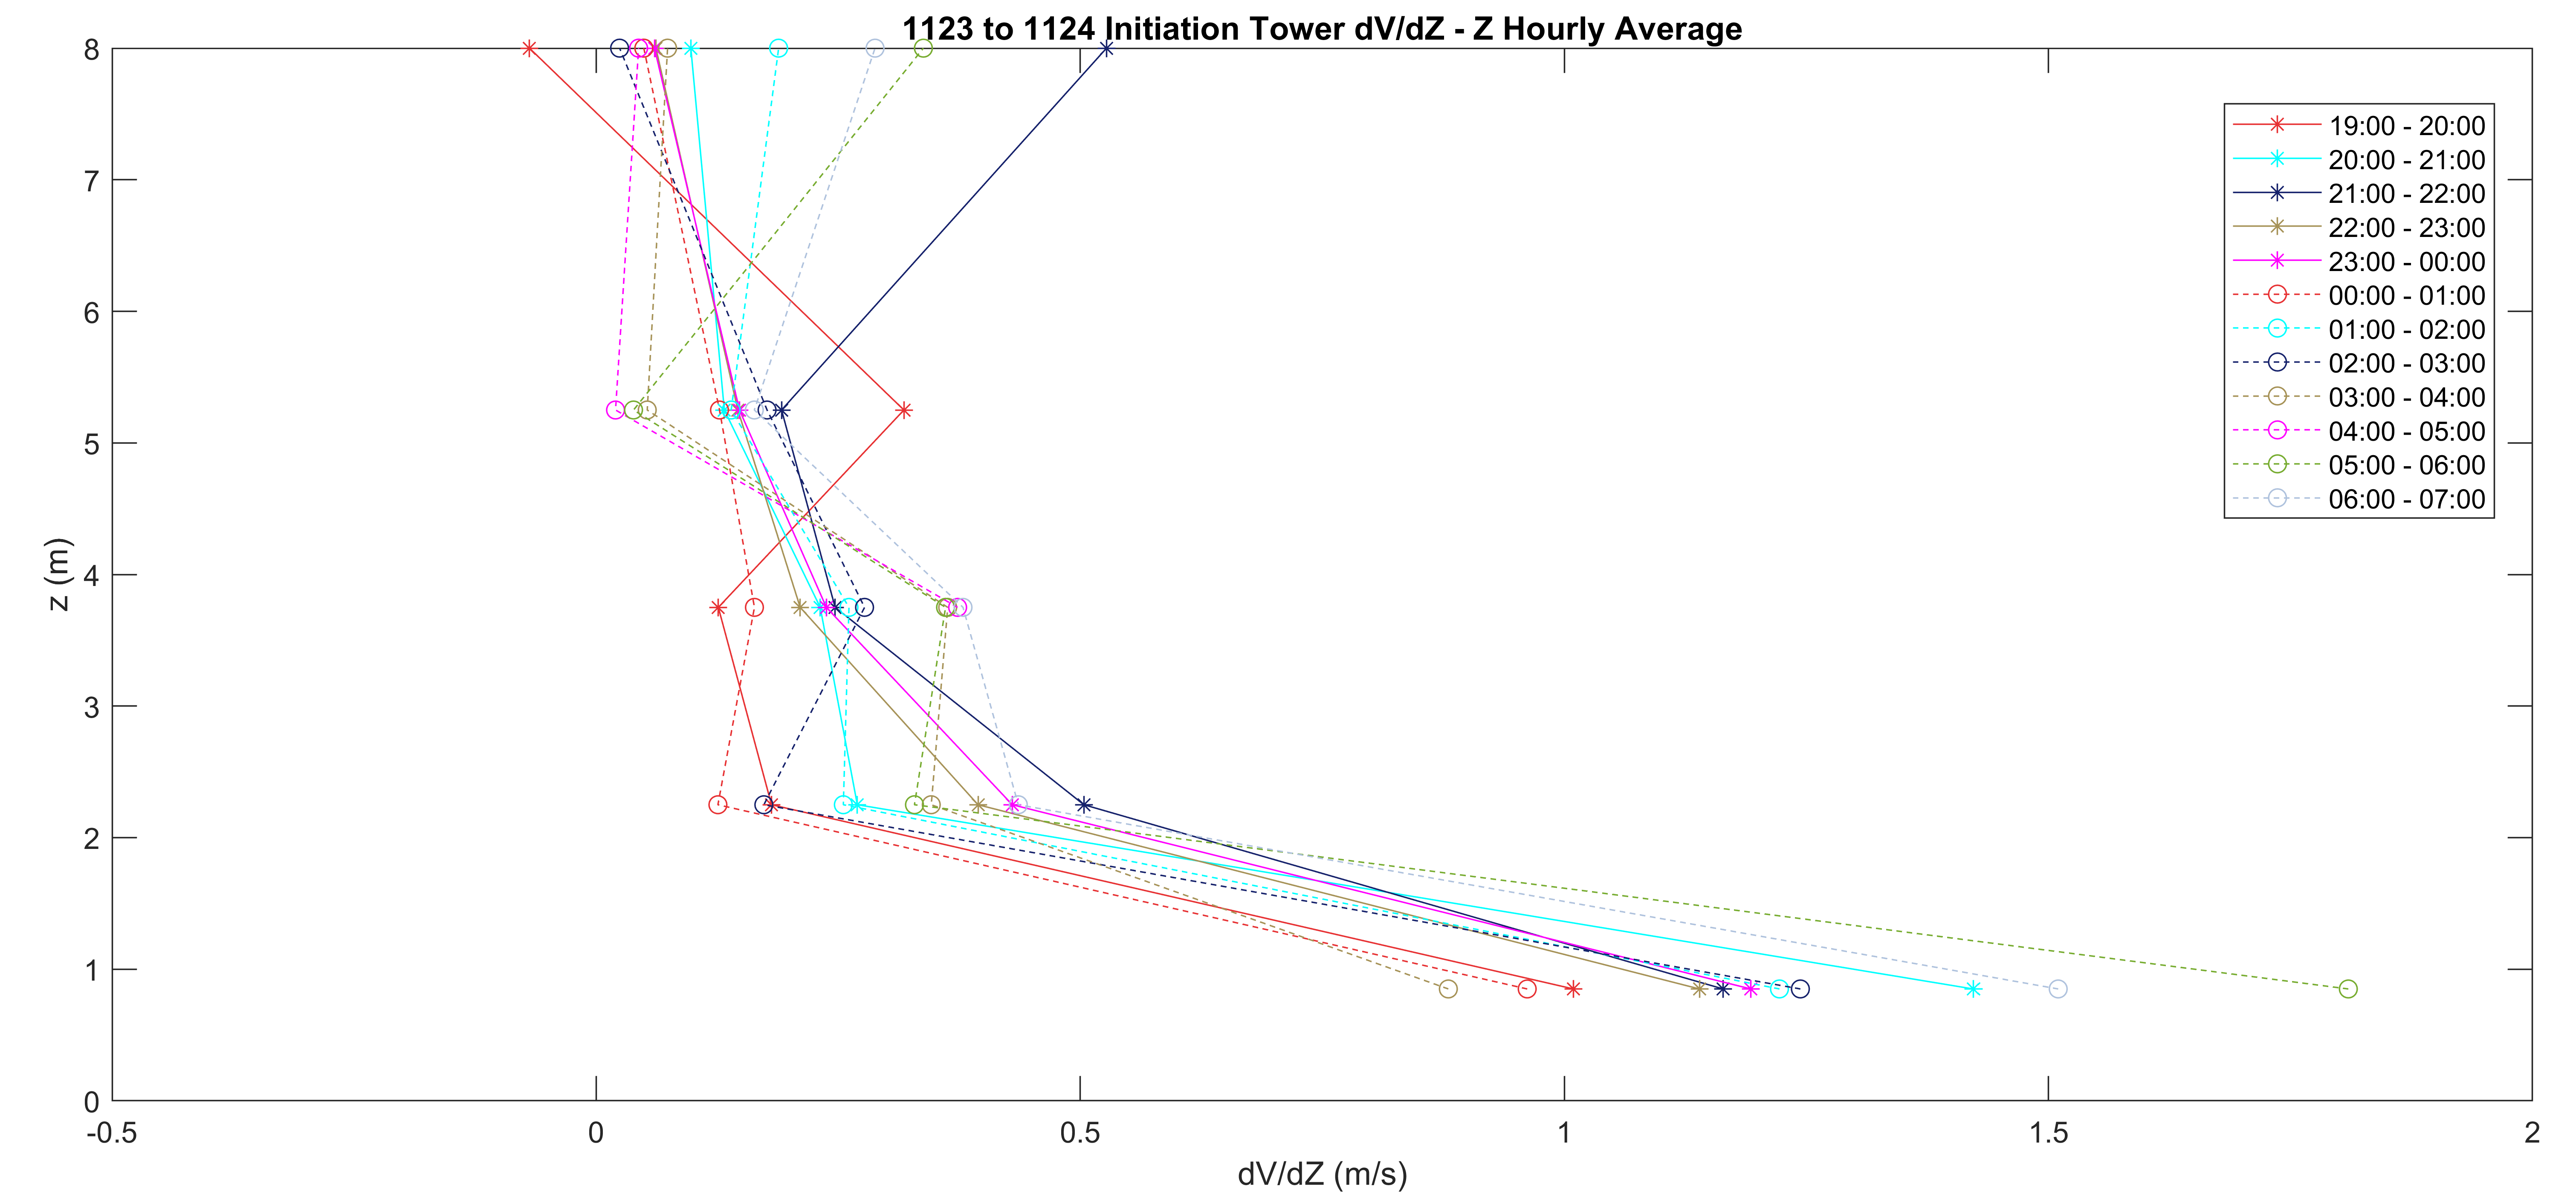 1123 to 1124 Initiation Tower dV/dZ - Z Hourly Average
8
7
6
5
4
3
2
1
0
z (m)
19:00 - 20:00
20:00 - 21:00
21:00 - 22:00
22:00 - 23:00
23:00 - 00:00
00:00 - 01:00
01:00 - 02:00
02:00 - 03:00
03:00 - 04:00
04:00 - 05:00
05:00 - 06:00
06:00 - 07:00
-0.5 0 0.5 1 1.5 2
dV/dZ (m/s)